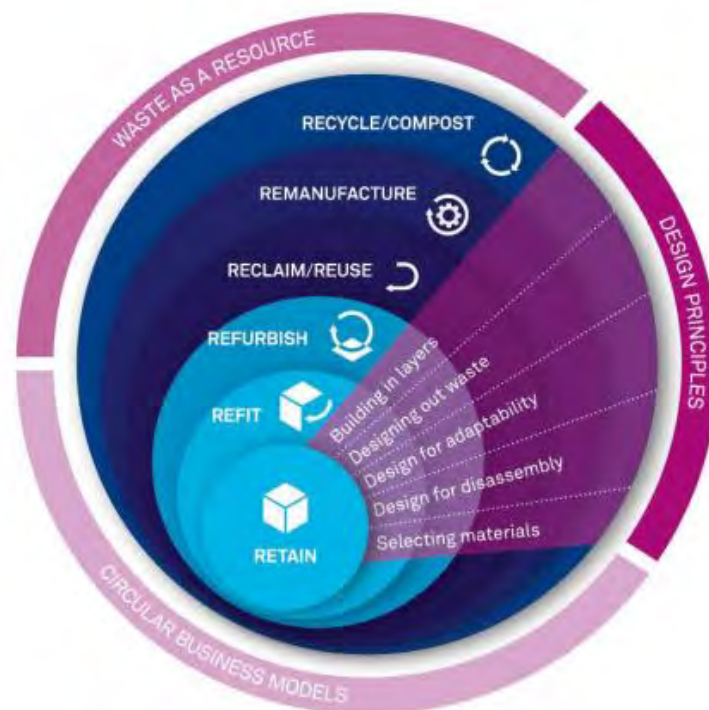 WASTE AS A RESOURCE
RECYCLE/COMPOST
REMANUFACTURE
RECLAIM/REUSE
REFURBISH
REFIT
RETAIN
Building in layers
Designing out waste
Design for adaptability
Design for disassembly
Selecting materials
DESIGN PRINCIPLES
CIRCULAR BUSINESS MODELS